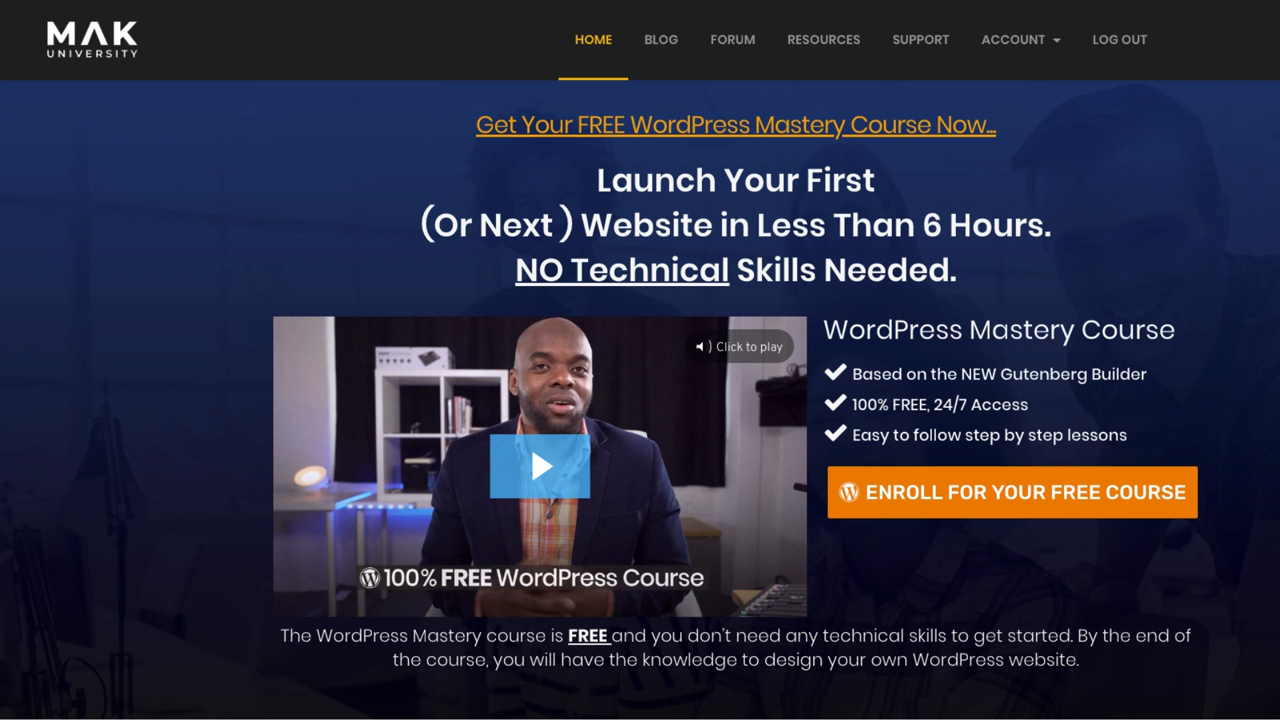 MAK
UNIVERSITY
HOME BLOG FORUM RESOURCES SUPPORT ACCOUNT LOG OUT
Get Your FREE WordPress Mastery Course Now...
Launch Your First
(Or Next ) Website in Less Than 6 Hours.
NO Technical Skills Needed.
Click to play
100% FREE WordPress Course
WordPress Mastery Course
Based on the NEW Gutenberg Builder
100% FREE, 24/7 Access
Easy to follow step by step lessons
ENROLL FOR YOUR FREE COURSE
The WordPress Mastery course is FREE and you don't need any technical skills to get started. By the end of
the course, you will have the knowledge to design your own WordPress website.